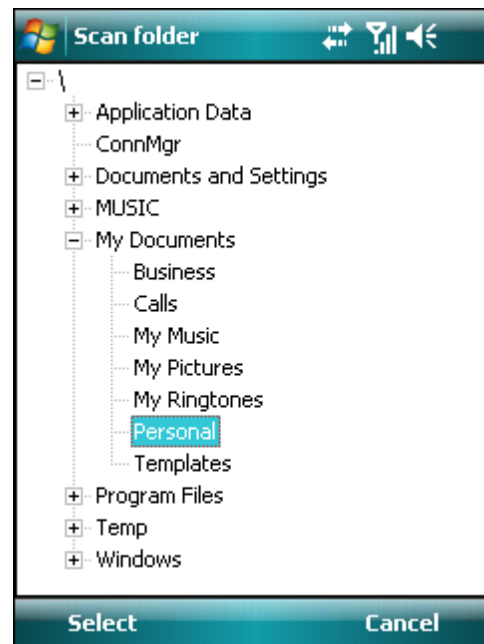 Scan folder
\
Application Data
ConnMgr
Documents and Settings
MUSIC
My Documents
Business
Calls
My Music
My Pictures
My Ringtones
Personal
Templates
Program Files
Temp
Windows
Select Cancel